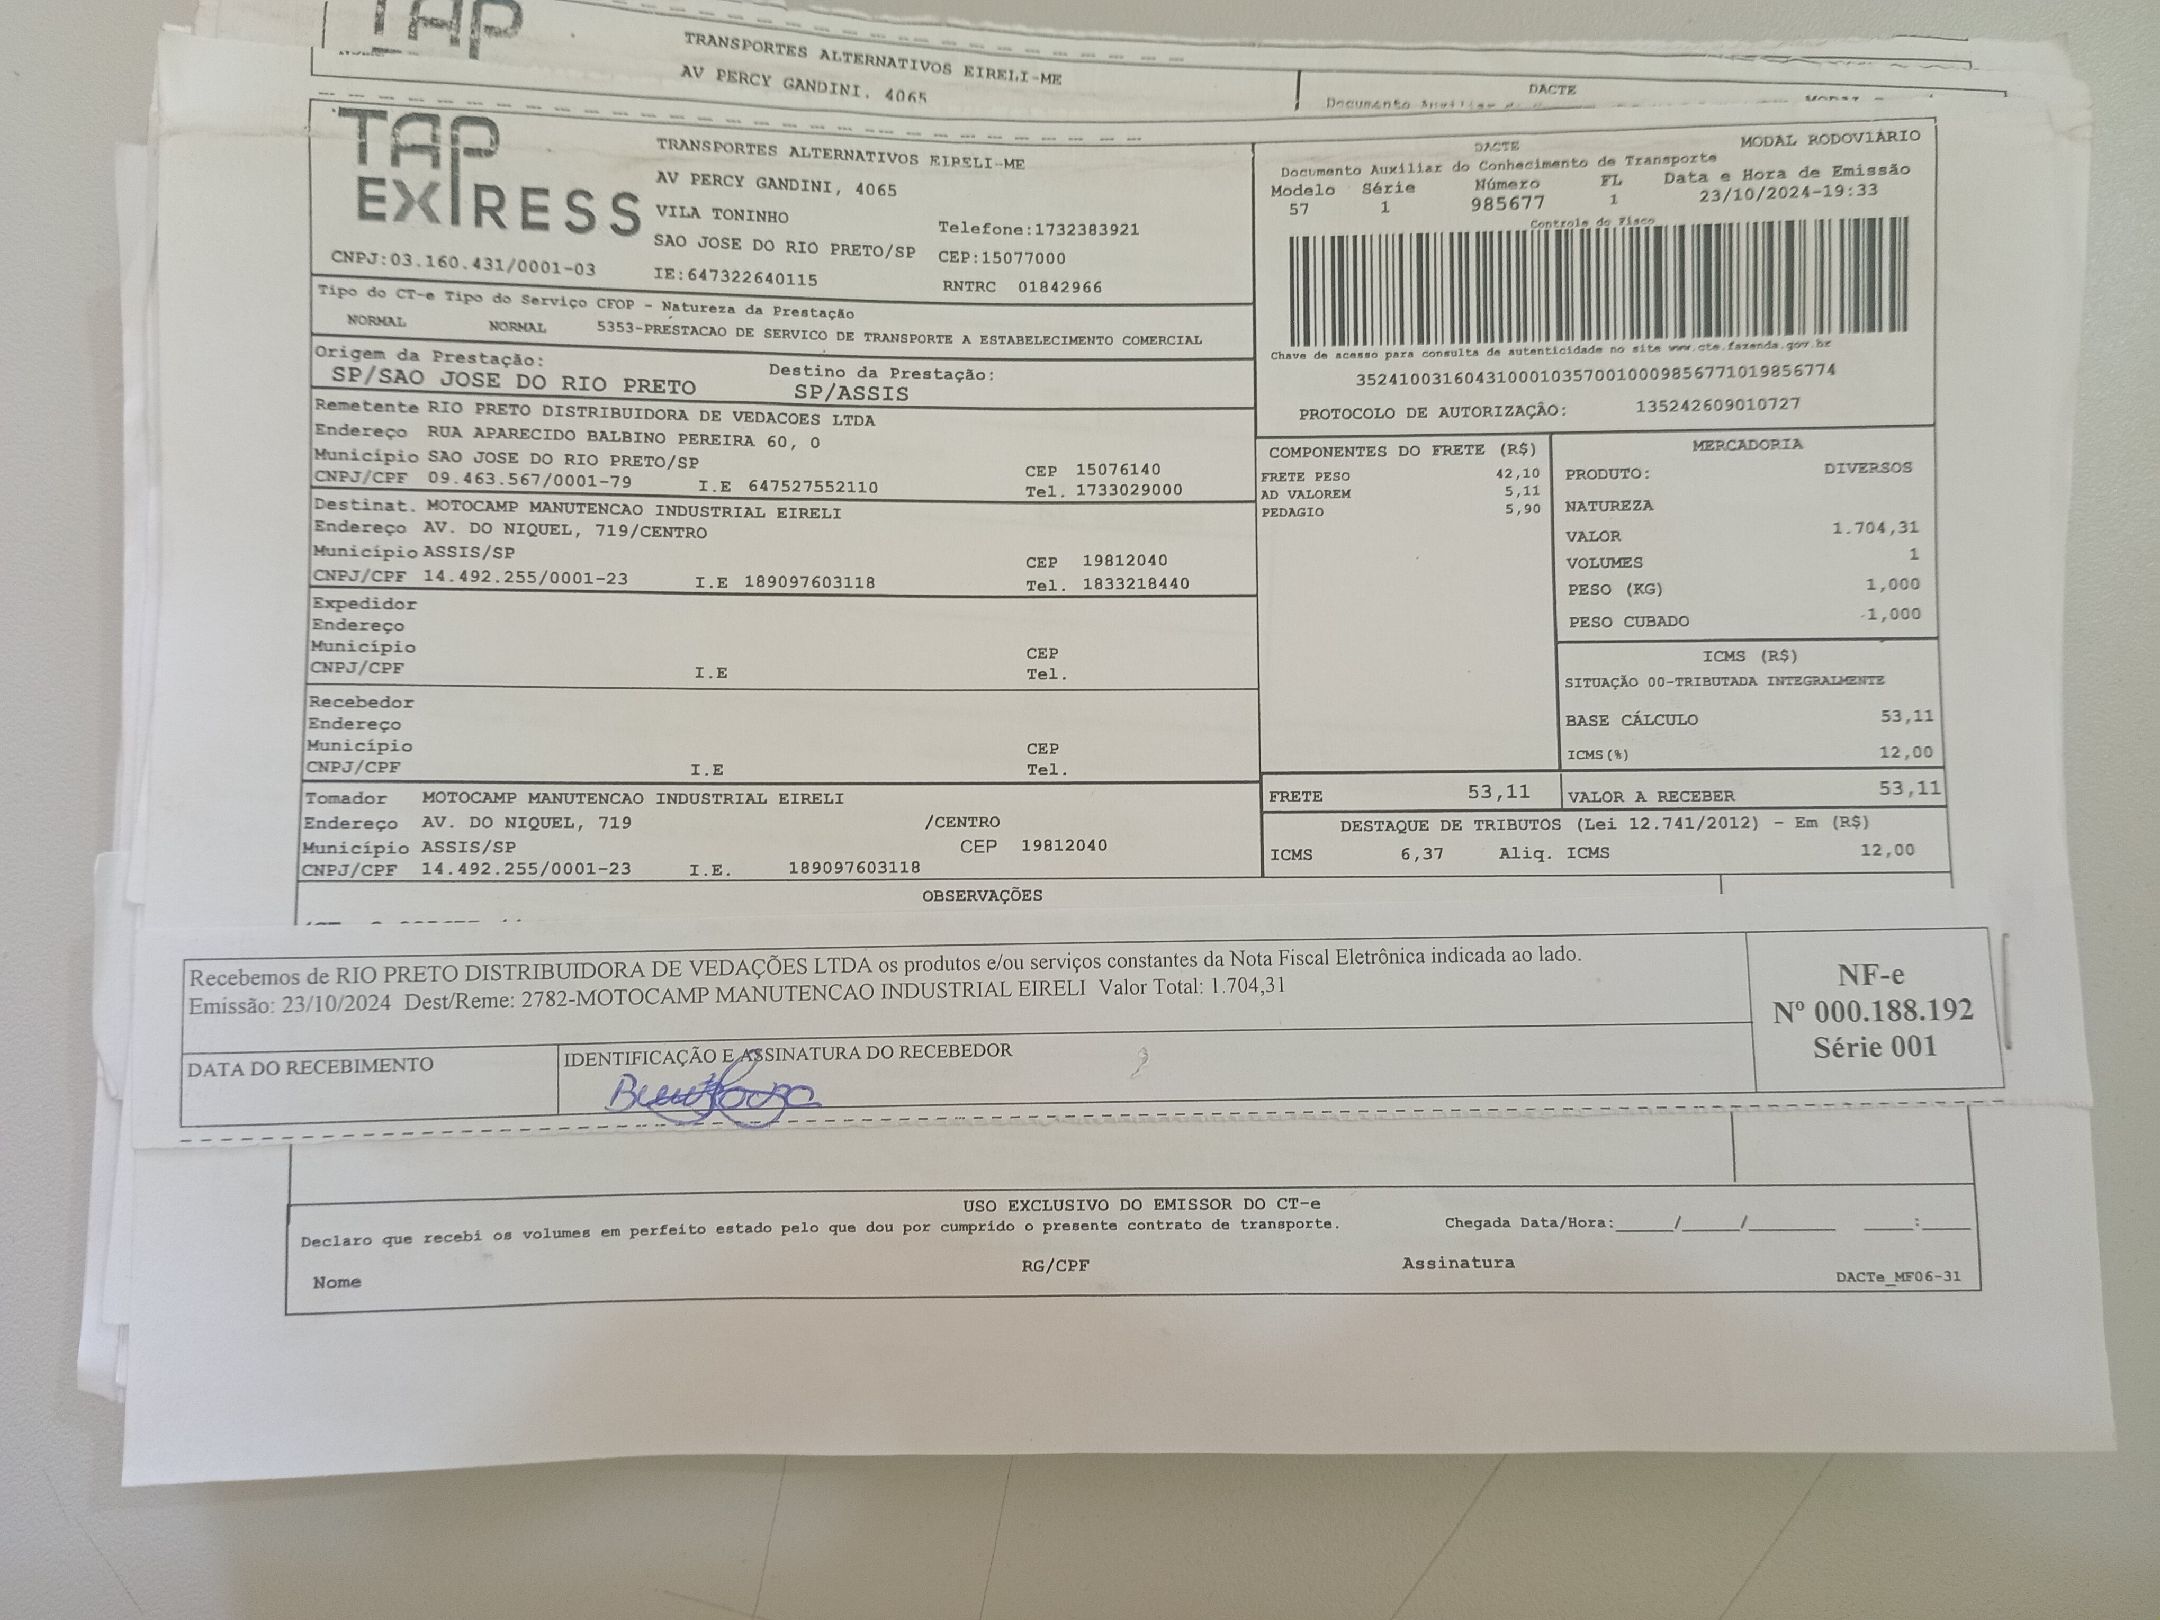 TAP
TRANSPORTES ALTERNATIVOS EIRELI-ME
AV PERCY GANDINI, 4065
DACTE
Documento Auxiliar
TAP
EXPRESS
CNPJ:03.160.431/0001-03
TRANSPORTES ALTERNATIVOS EIRELI-ME
AV PERCY GANDINI, 4065
VILA TONINHO
Telefone:1732383921
SAO JOSE DO RIO PRETO/SP CEP:15077000
IE:647322640115 RNTRC 01842966
DACTE MODAL RODOVIÁRIO
Documento Auxiliar do Conhecimento de Transporte
Modelo Série Número FL Data e Hora de Emissão
57 1 985677 1 23/10/2024-19:33
Controle do Fisco
Chave de acesso para consulta de autenticidade no site www.cte.fazenda.gov.br
35241003160431000103570010009856771019856774
PROTOCOLO DE AUTORIZAÇÃO: 135242609010727
Tipo do CT-e Tipo do Serviço CFOP - Natureza da Prestação
NORMAL NORMAL 5353-PRESTACAO DE SERVICO DE TRANSPORTE A ESTABELECIMENTO COMERCIAL
Origem da Prestação: Destino da Prestação:
SP/SAO JOSE DO RIO PRETO SP/ASSIS
Remetente RIO PRETO DISTRIBUIDORA DE VEDACOES LTDA
Endereço RUA APARECIDO BALBINO PEREIRA 60, 0
Município SAO JOSE DO RIO PRETO/SP CEP 15076140
CNPJ/CPF 09.463.567/0001-79 I.E 647527552110 Tel. 1733029000
Destinat. MOTOCAMP MANUTENCAO INDUSTRIAL EIRELI
Endereço AV. DO NIQUEL, 719/CENTRO
Município ASSIS/SP CEP 19812040
CNPJ/CPF 14.492.255/0001-23 I.E 189097603118 Tel. 1833218440
Expedidor
Endereço
Município CEP
CNPJ/CPF I.E Tel.
Recebedor
Endereço
Município CEP
CNPJ/CPF I.E Tel.
Tomador MOTOCAMP MANUTENCAO INDUSTRIAL EIRELI
Endereço AV. DO NIQUEL, 719 /CENTRO
Município ASSIS/SP CEP 19812040
CNPJ/CPF 14.492.255/0001-23 I.E. 189097603118
COMPONENTES DO FRETE (R$)
FRETE PESO 42,10
AD VALOREM 5,11
PEDAGIO 5,90
MERCADORIA
PRODUTO: DIVERSOS
NATUREZA
VALOR 1.704,31
VOLUMES 1
PESO (KG) 1,000
PESO CUBADO -1,000
ICMS (R$)
SITUAÇÃO 00-TRIBUTADA INTEGRALMENTE
BASE CÁLCULO 53,11
ICMS(%) 12,00
FRETE 53,11 VALOR A RECEBER 53,11
DESTAQUE DE TRIBUTOS (Lei 12.741/2012) - Em (R$)
ICMS 6,37 Aliq. ICMS 12,00
OBSERVAÇÕES
Recebemos de RIO PRETO DISTRIBUIDORA DE VEDAÇÕES LTDA os produtos e/ou serviços constantes da Nota Fiscal Eletrônica indicada ao lado.
Emissão: 23/10/2024 Dest/Reme: 2782-MOTOCAMP MANUTENCAO INDUSTRIAL EIRELI Valor Total: 1.704,31
NF-e
Nº 000.188.192
Série 001
DATA DO RECEBIMENTO
IDENTIFICAÇÃO E ASSINATURA DO RECEBEDOR
USO EXCLUSIVO DO EMISSOR DO CT-e
Declaro que recebi os volumes em perfeito estado pelo que dou por cumprido o presente contrato de transporte. Chegada Data/Hora:_____/_____/_______ ____:____
Nome RG/CPF Assinatura
DACTe_MF06-31